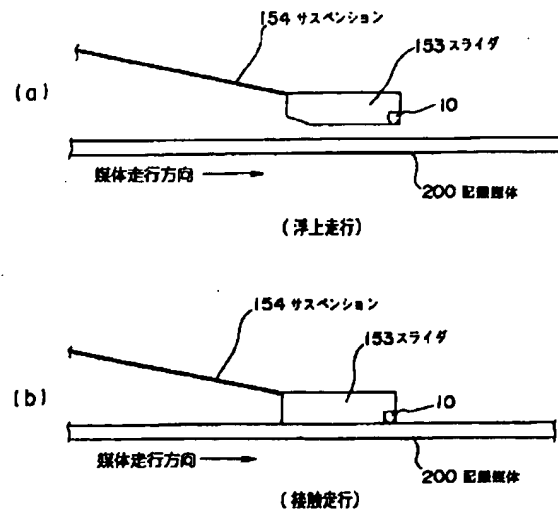 154 サスペンション
153 スライダ
(a)
10
媒体走行方向
200 記録媒体
(浮上走行)
154 サスペンション
153 スライダ
(b)
10
媒体走行方向
200 記録媒体
(接触走行)